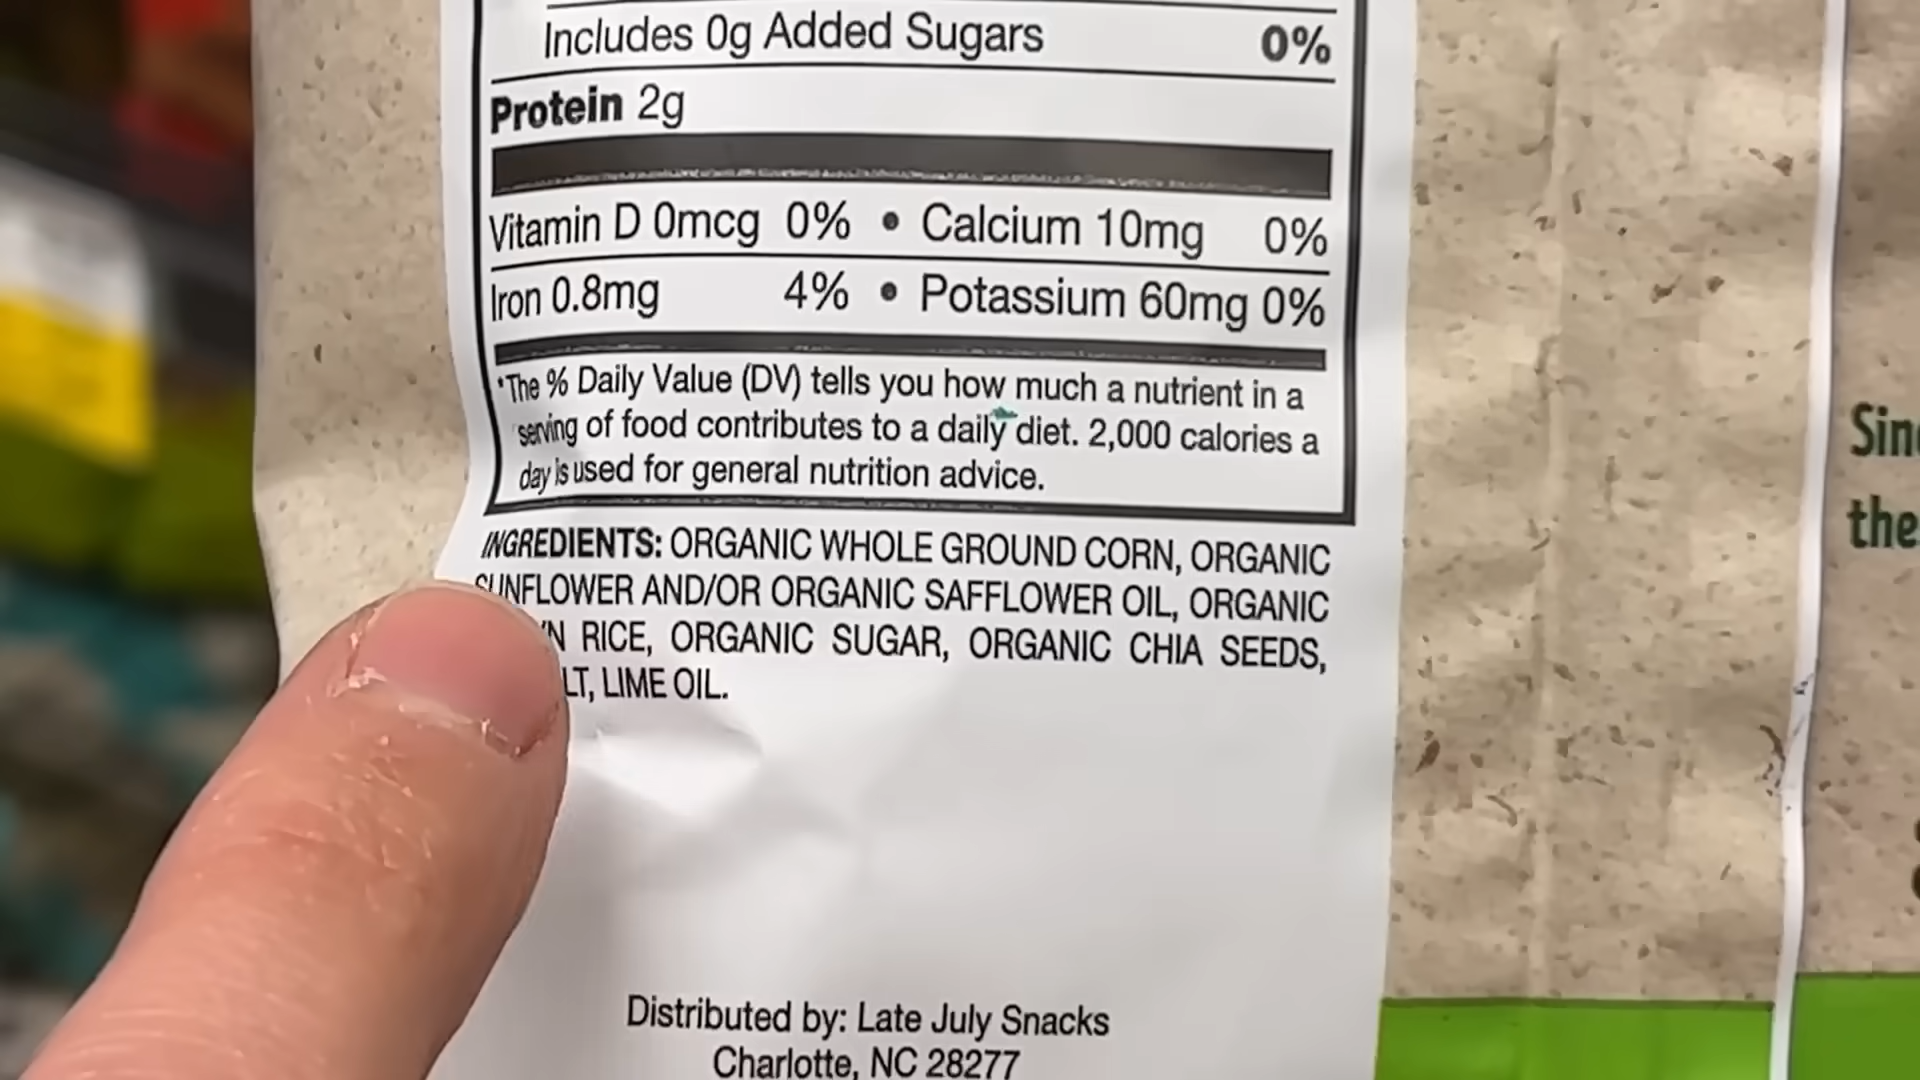 Includes 0g Added Sugars 0%
Protein 2g
Vitamin D 0mcg 0% • Calcium 10mg 0%
Iron 0.8mg 4% • Potassium 60mg 0%
*The % Daily Value (DV) tells you how much a nutrient in a
serving of food contributes to a daily diet. 2,000 calories a
day is used for general nutrition advice.
INGREDIENTS: ORGANIC WHOLE GROUND CORN, ORGANIC
SUNFLOWER AND/OR ORGANIC SAFFLOWER OIL, ORGANIC
RICE, ORGANIC SUGAR, ORGANIC CHIA SEEDS,
LIME OIL.
Distributed by: Late July Snacks
Charlotte, NC 28277
the